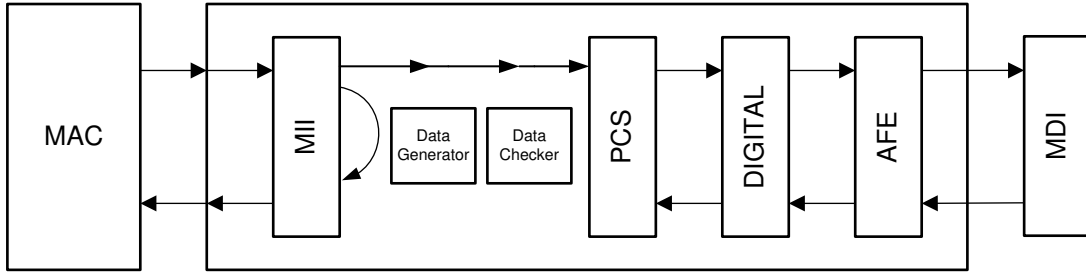 MAC
MII
Data
Generator
Data
Checker
PCS
DIGITAL
AFE
MDI